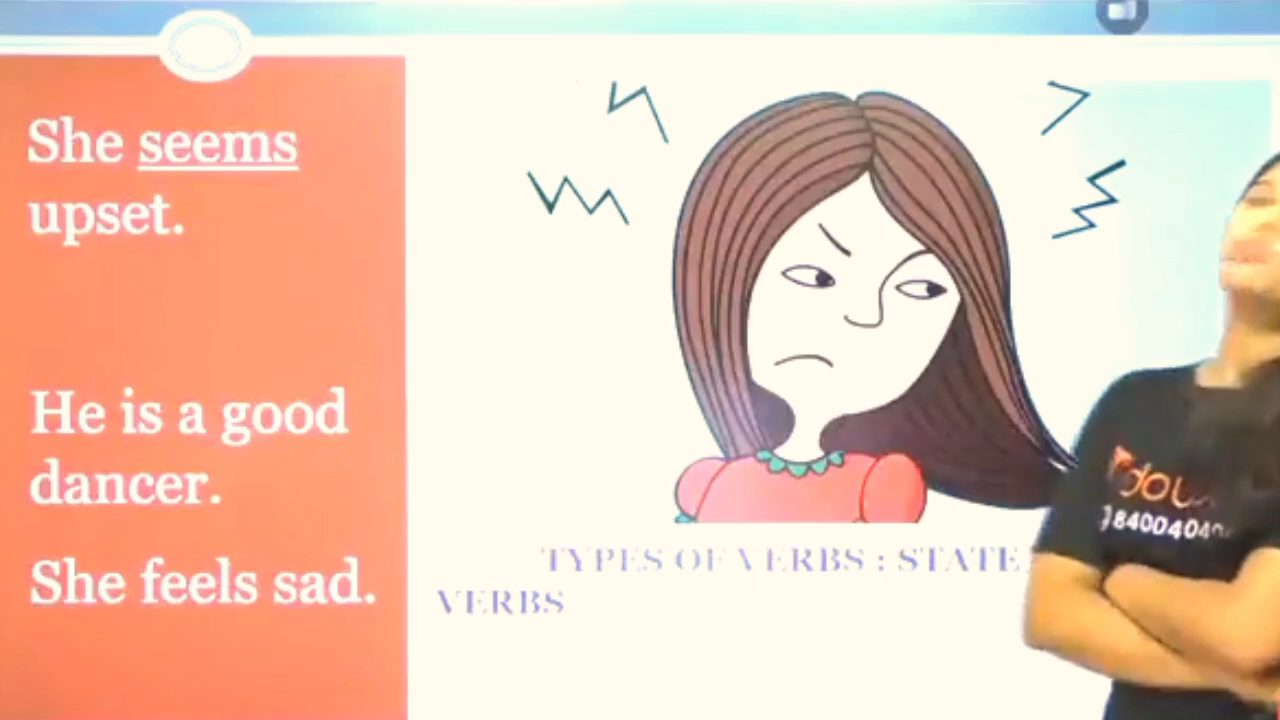 She seems
upset.
He is a good
dancer.
She feels sad.
TYPES OF VERBS : STATE
VERBS